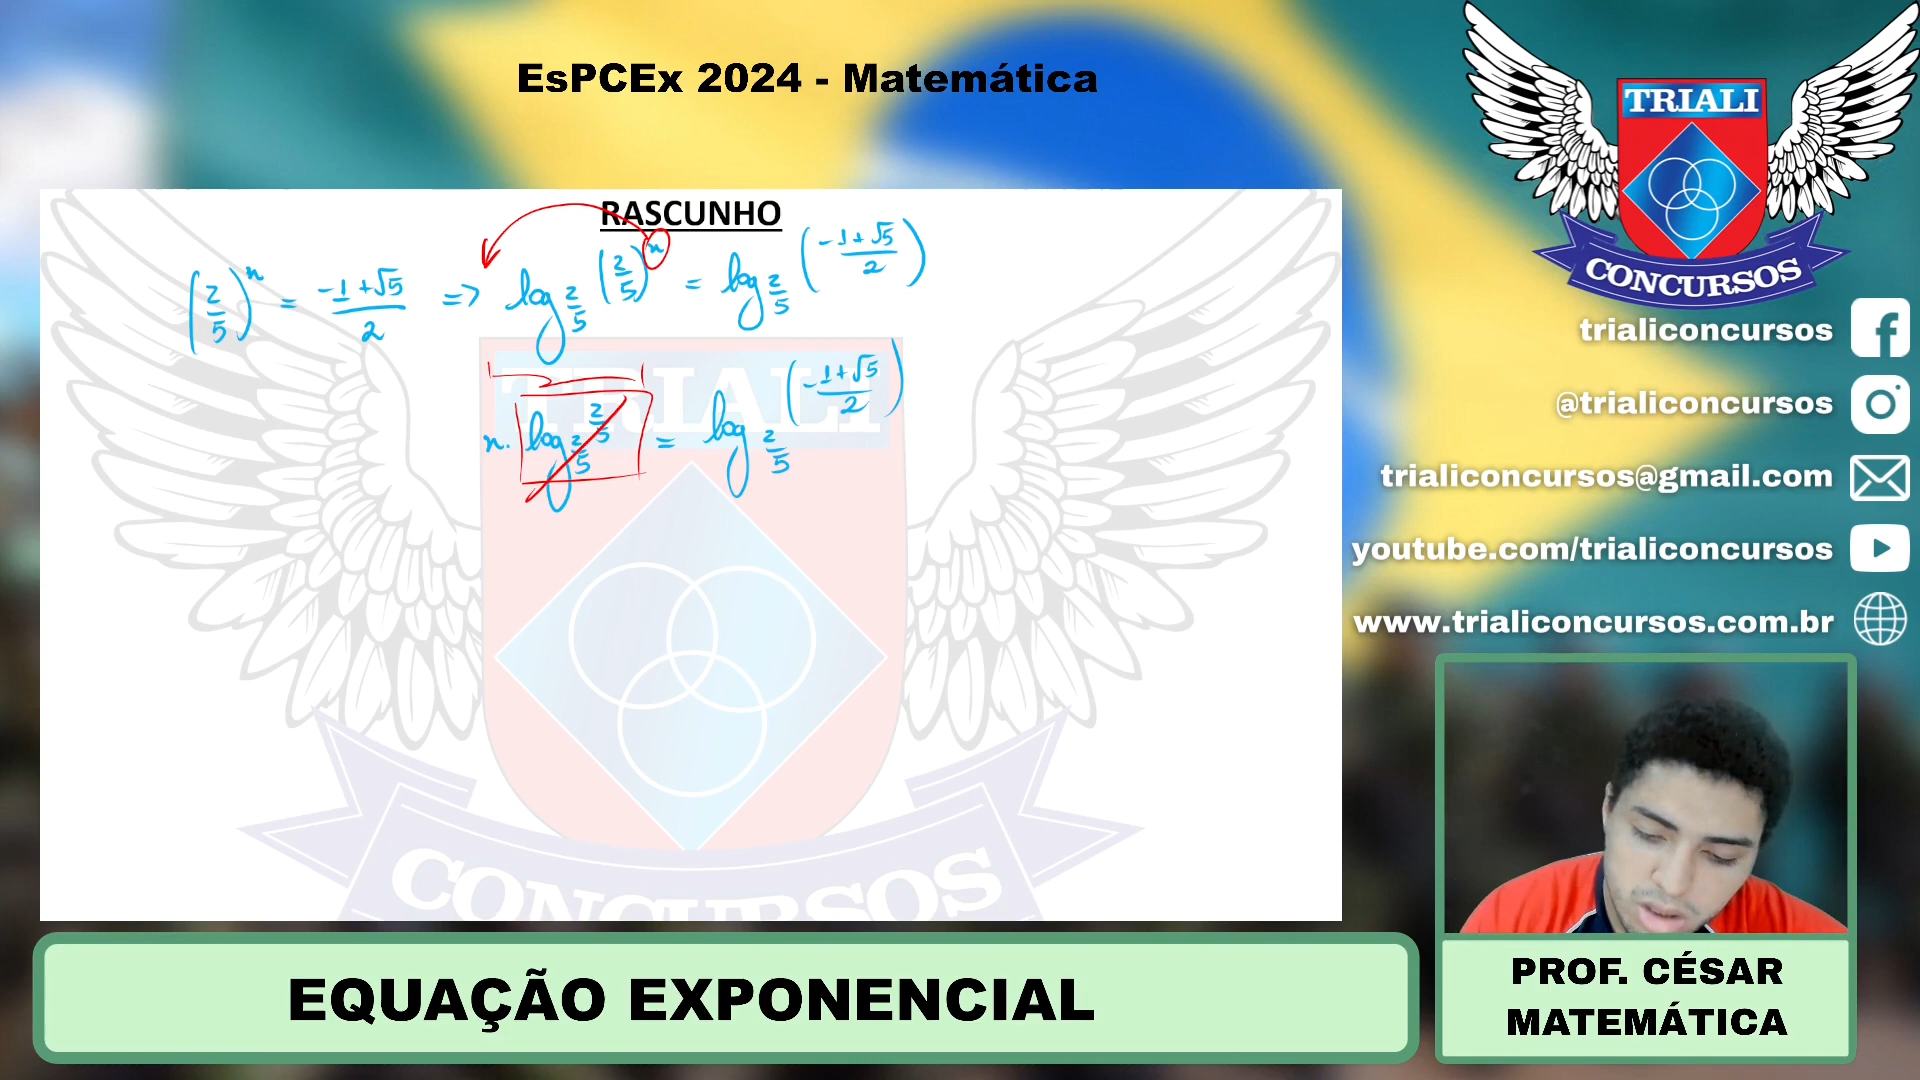 EsPCEx 2024 - Matemática
TRIALI
CONCURSOS
RASCUNHO
(2/5)^x = (-1+√5)/2 => log_{2/5} (2/5)^x = log_{2/5} ((-1+√5)/2)
x. log_{2/5} 2/5 = log_{2/5} ((-1+√5)/2)
TRIALI
CONCURSOS
trialiconcursos
@trialiconcursos
trialiconcursos@gmail.com
youtube.com/trialiconcursos
www.trialiconcursos.com.br
EQUAÇÃO EXPONENCIAL
PROF. CÉSAR
MATEMÁTICA